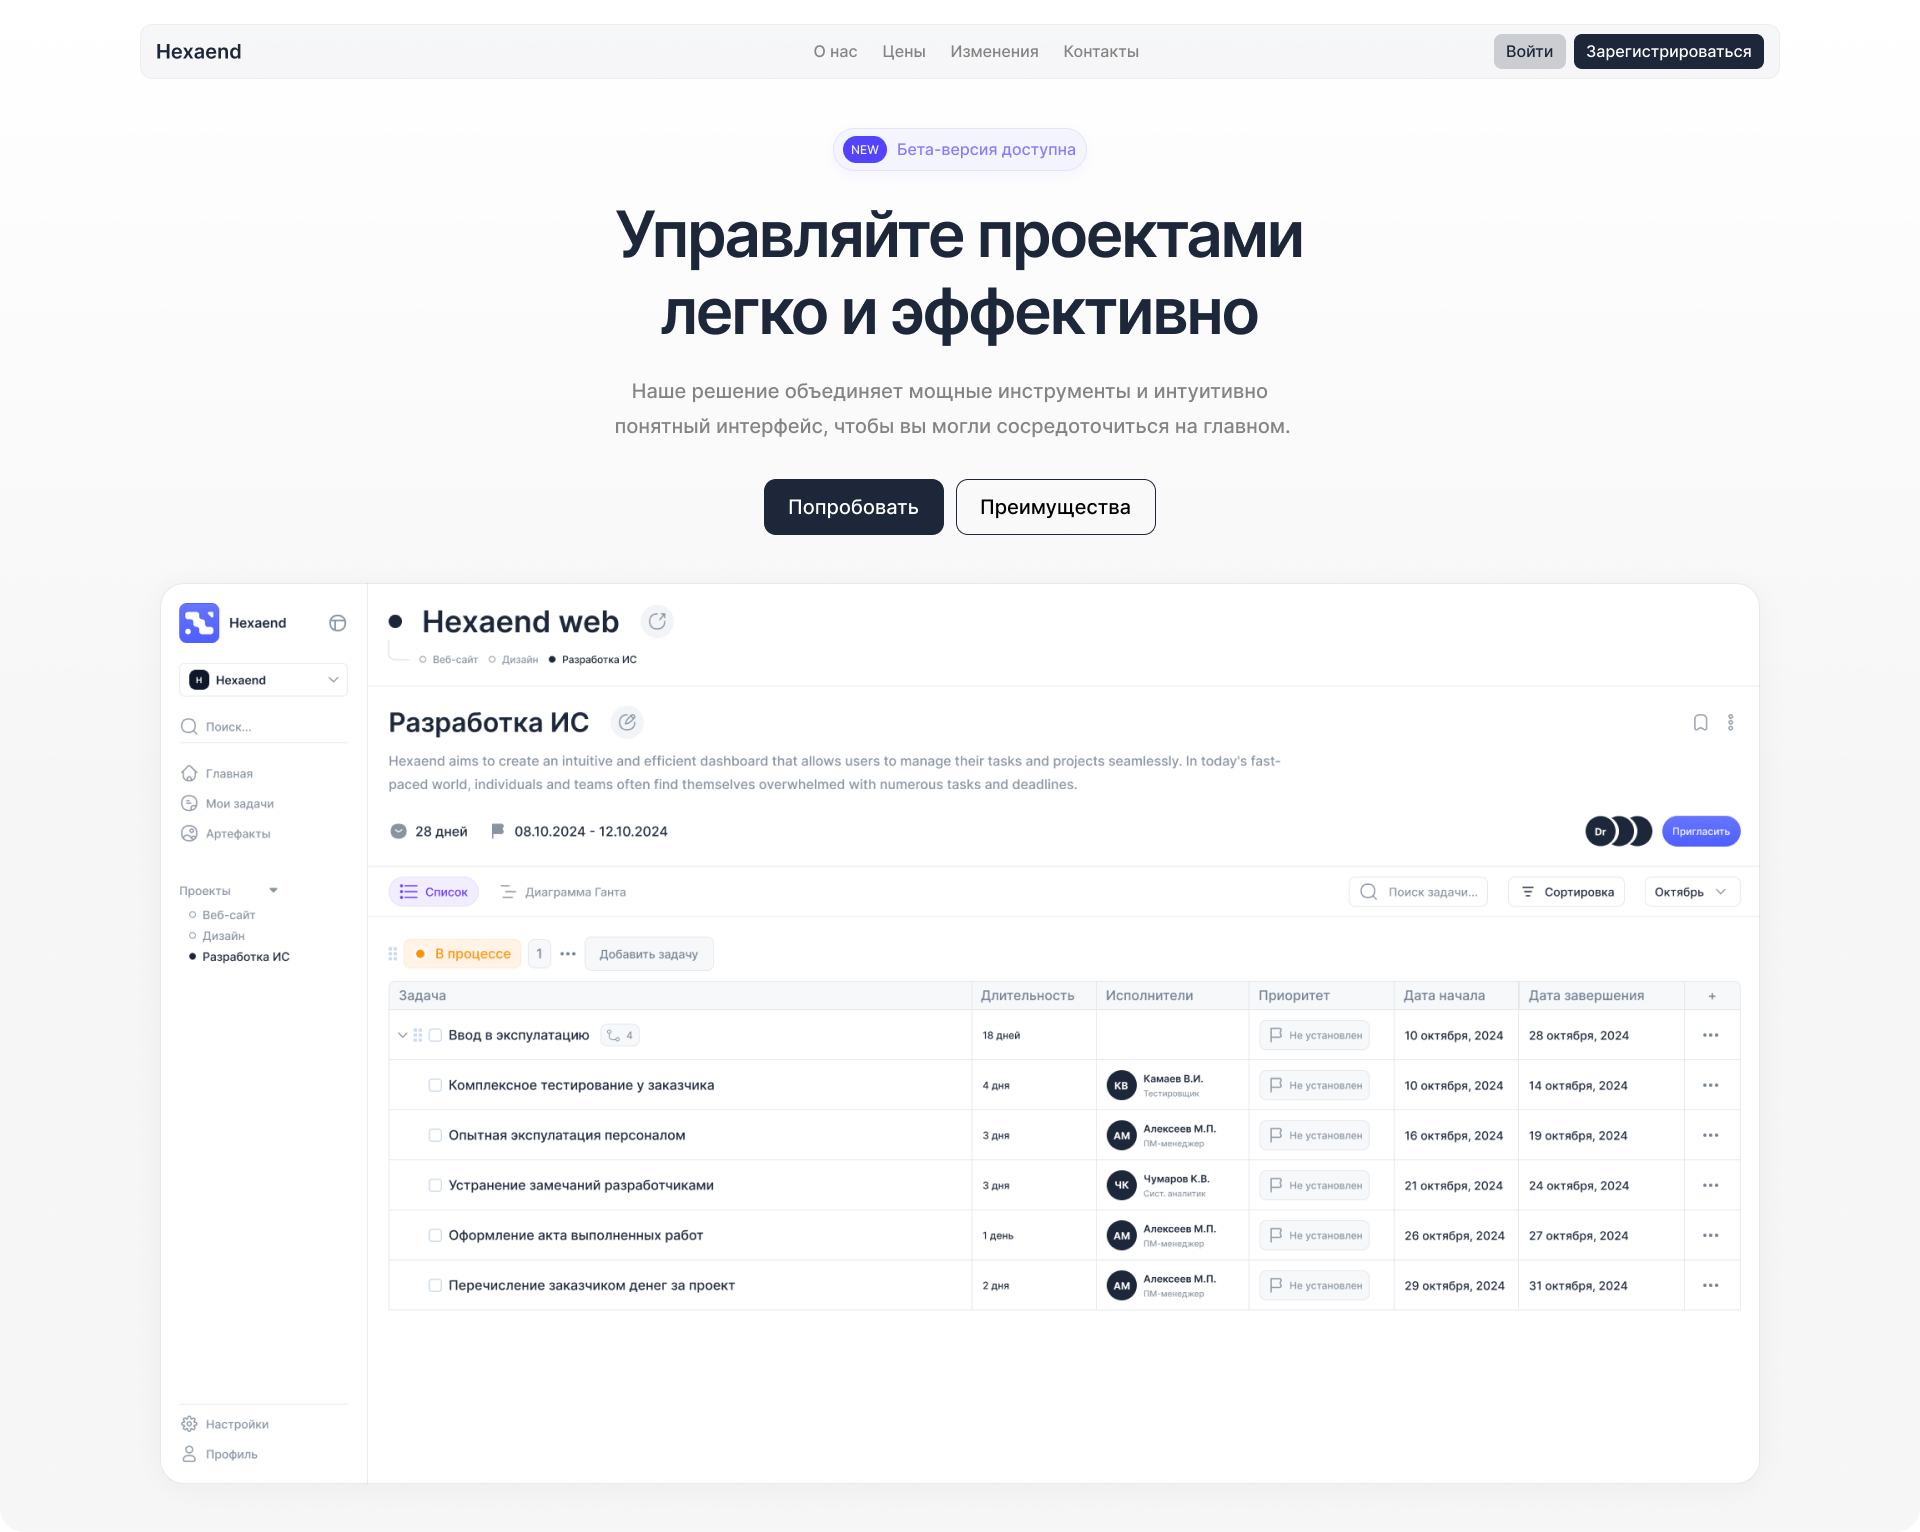 Hexaend
О нас Цены Изменения Контакты
Войти Зарегистрироваться
NEW Бета-версия доступна
Управляйте проектами
легко и эффективно
Наше решение объединяет мощные инструменты и интуитивно
понятный интерфейс, чтобы вы могли сосредоточиться на главном.
Попробовать Преимущества
Hexaend
H Hexaend
Поиск...
Главная
Мои задачи
Артефакты
Проекты
Веб-сайт
Дизайн
Разработка ИС
Настройки
Профиль
Hexaend web
Веб-сайт Дизайн Разработка ИС
Разработка ИС
Hexaend aims to create an intuitive and efficient dashboard that allows users to manage their tasks and projects seamlessly. In today's fast-
paced world, individuals and teams often find themselves overwhelmed with numerous tasks and deadlines.
28 дней 08.10.2024 - 12.10.2024
Dr Пригласить
Список Диаграмма Ганта
Поиск задачи... Сортировка Октябрь
В процессе 1 Добавить задачу
Задача Длительность Исполнители Приоритет Дата начала Дата завершения +
Ввод в экспулатацию 4 18 дней Не установлен 10 октября, 2024 28 октября, 2024
Комплексное тестирование у заказчика 4 дня КВ Камаев В.И. Не установлен 10 октября, 2024 14 октября, 2024
Тестировщик
Опытная экспулатация персоналом 3 дня АМ Алексеев М.П. Не установлен 16 октября, 2024 19 октября, 2024
ПМ-менеджер
Устранение замечаний разработчиками 3 дня ЧК Чумаров К.В. Не установлен 21 октября, 2024 24 октября, 2024
Сист. аналитик
Оформление акта выполненных работ 1 день АМ Алексеев М.П. Не установлен 26 октября, 2024 27 октября, 2024
ПМ-менеджер
Перечисление заказчиком денег за проект 2 дня АМ Алексеев М.П. Не установлен 29 октября, 2024 31 октября, 2024
ПМ-менеджер